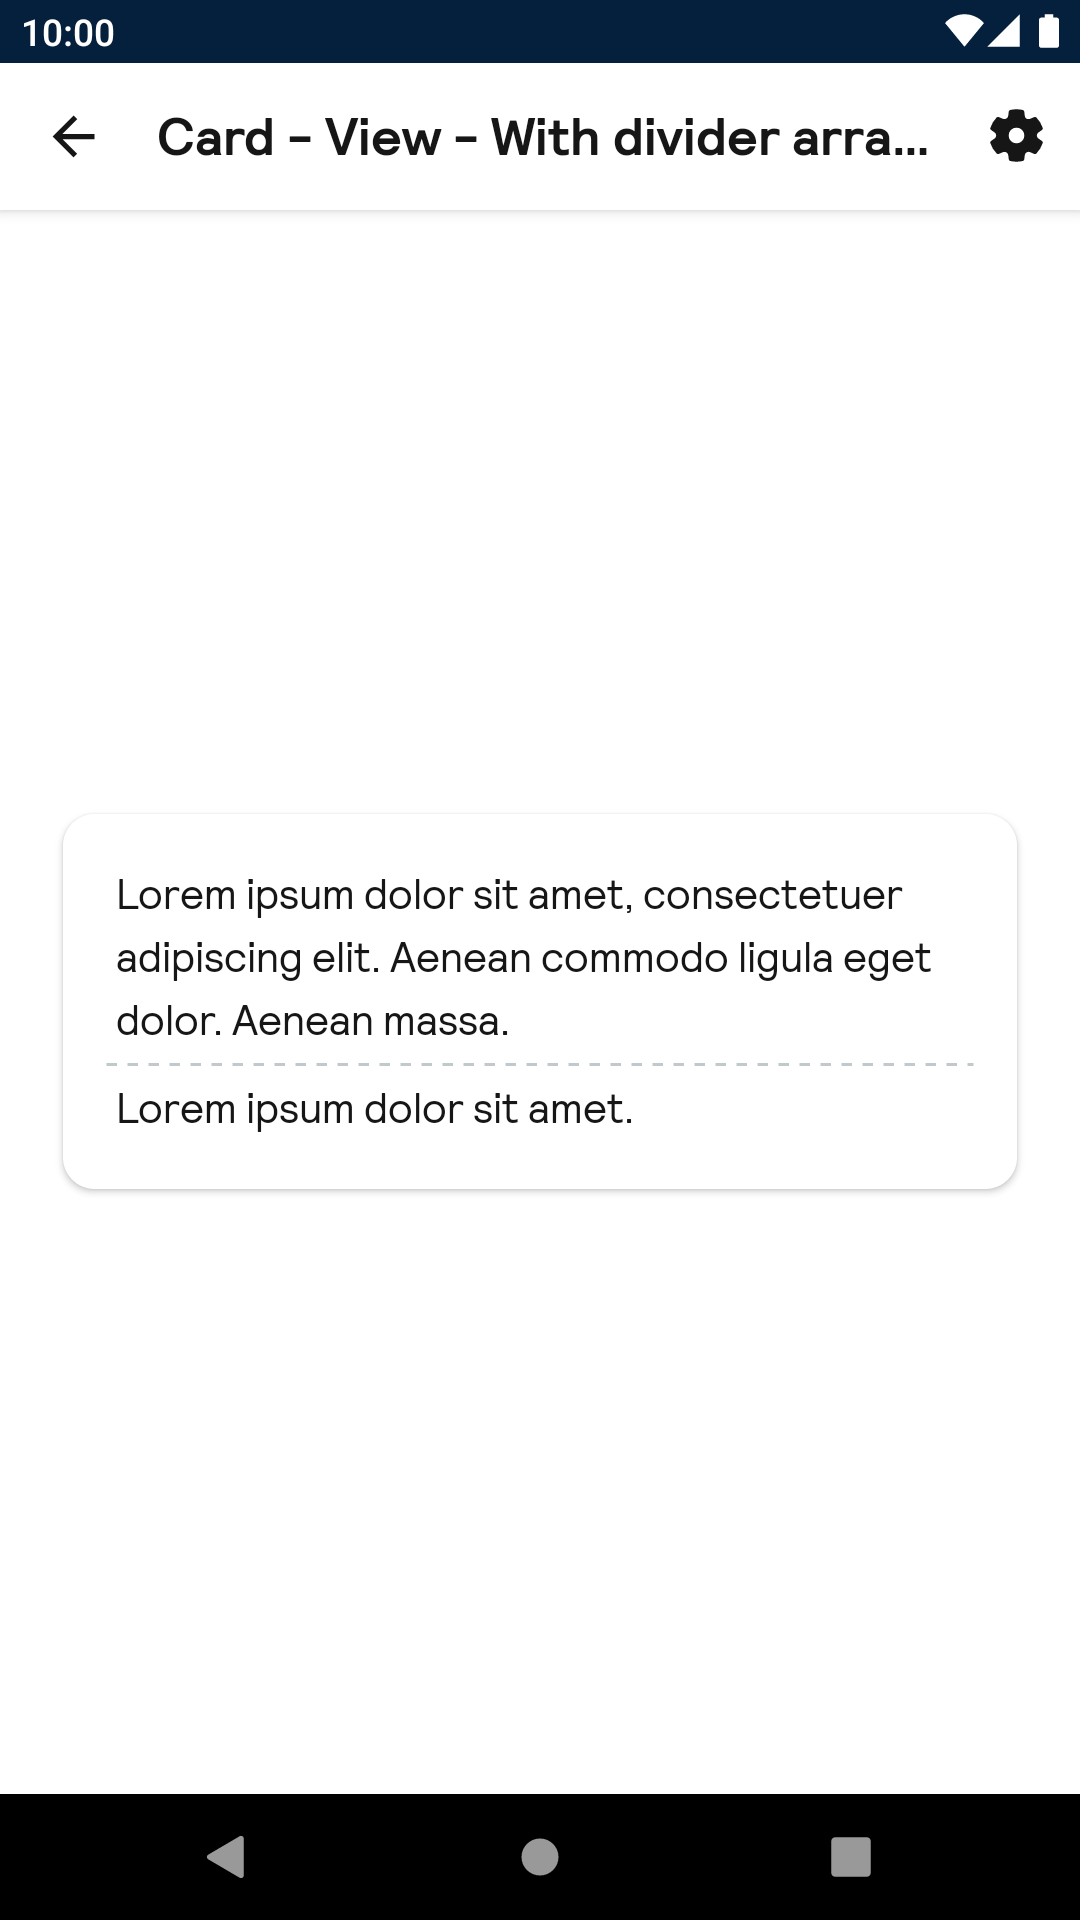 10:00
Card - View - With divider arra...
Lorem ipsum dolor sit amet, consectetuer
adipiscing elit. Aenean commodo ligula eget
dolor. Aenean massa.
Lorem ipsum dolor sit amet.